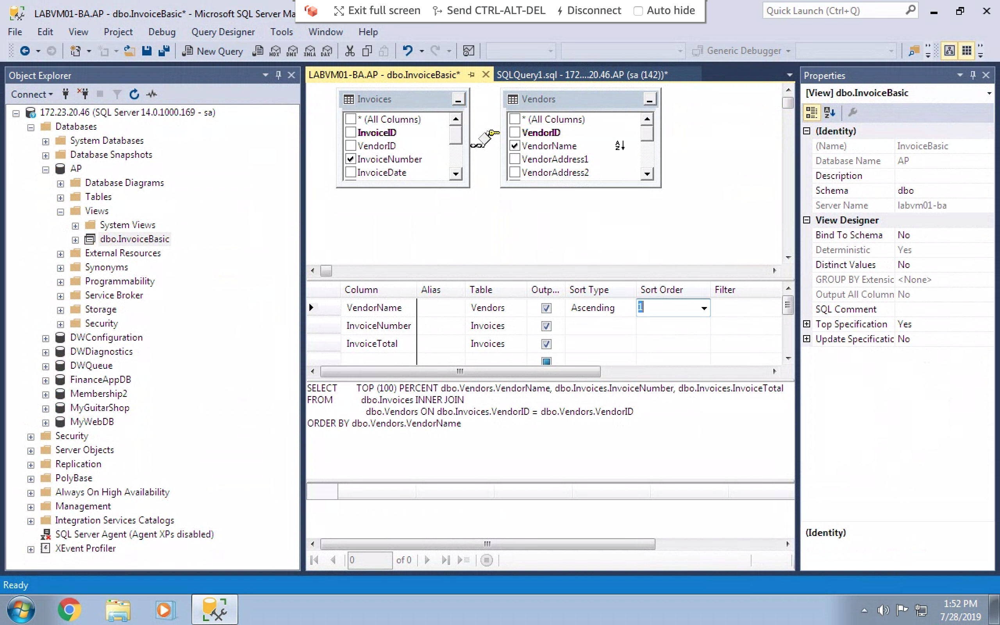 LABVM01-BA.AP - dbo.InvoiceBasic* - Microsoft SQL Server Ma
Exit full screen
Send CTRL-ALT-DEL
Disconnect
Auto hide
Quick Launch (Ctrl+Q)
File Edit View Project Debug Query Designer Tools Window Help
New Query MDX DMX XMLA DAX Generic Debugger
Object Explorer
Connect
172.23.20.46 (SQL Server 14.0.1000.169 - sa)
Databases
System Databases
Database Snapshots
AP
Database Diagrams
Tables
Views
System Views
dbo.InvoiceBasic
External Resources
Synonyms
Programmability
Service Broker
Storage
Security
DWConfiguration
DWDiagnostics
DWQueue
FinanceAppDB
Membership2
MyGuitarShop
MyWebDB
Security
Server Objects
Replication
PolyBase
Always On High Availability
Management
Integration Services Catalogs
SQL Server Agent (Agent XPs disabled)
XEvent Profiler
LABVM01-BA.AP - dbo.InvoiceBasic*
SQLQuery1.sql - 172....20.46.AP (sa (142))*
Invoices
* (All Columns)
InvoiceID
VendorID
InvoiceNumber
InvoiceDate
Vendors
* (All Columns)
VendorID
VendorName
VendorAddress1
VendorAddress2
Column Alias Table Outp... Sort Type Sort Order Filter
VendorName Vendors Ascending 1
InvoiceNumber Invoices
InvoiceTotal Invoices
SELECT TOP (100) PERCENT dbo.Vendors.VendorName, dbo.Invoices.InvoiceNumber, dbo.Invoices.InvoiceTotal
FROM dbo.Invoices INNER JOIN
dbo.Vendors ON dbo.Invoices.VendorID = dbo.Vendors.VendorID
ORDER BY dbo.Vendors.VendorName
0 of 0
Properties
[View] dbo.InvoiceBasic
(Identity)
(Name) InvoiceBasic
Database Name AP
Description
Schema dbo
Server Name labvm01-ba
View Designer
Bind To Schema No
Deterministic Yes
Distinct Values No
GROUP BY Extensic <None>
Output All Column No
SQL Comment
Top Specification Yes
Update Specificatic No
(Identity)
Ready
1:52 PM
7/28/2019